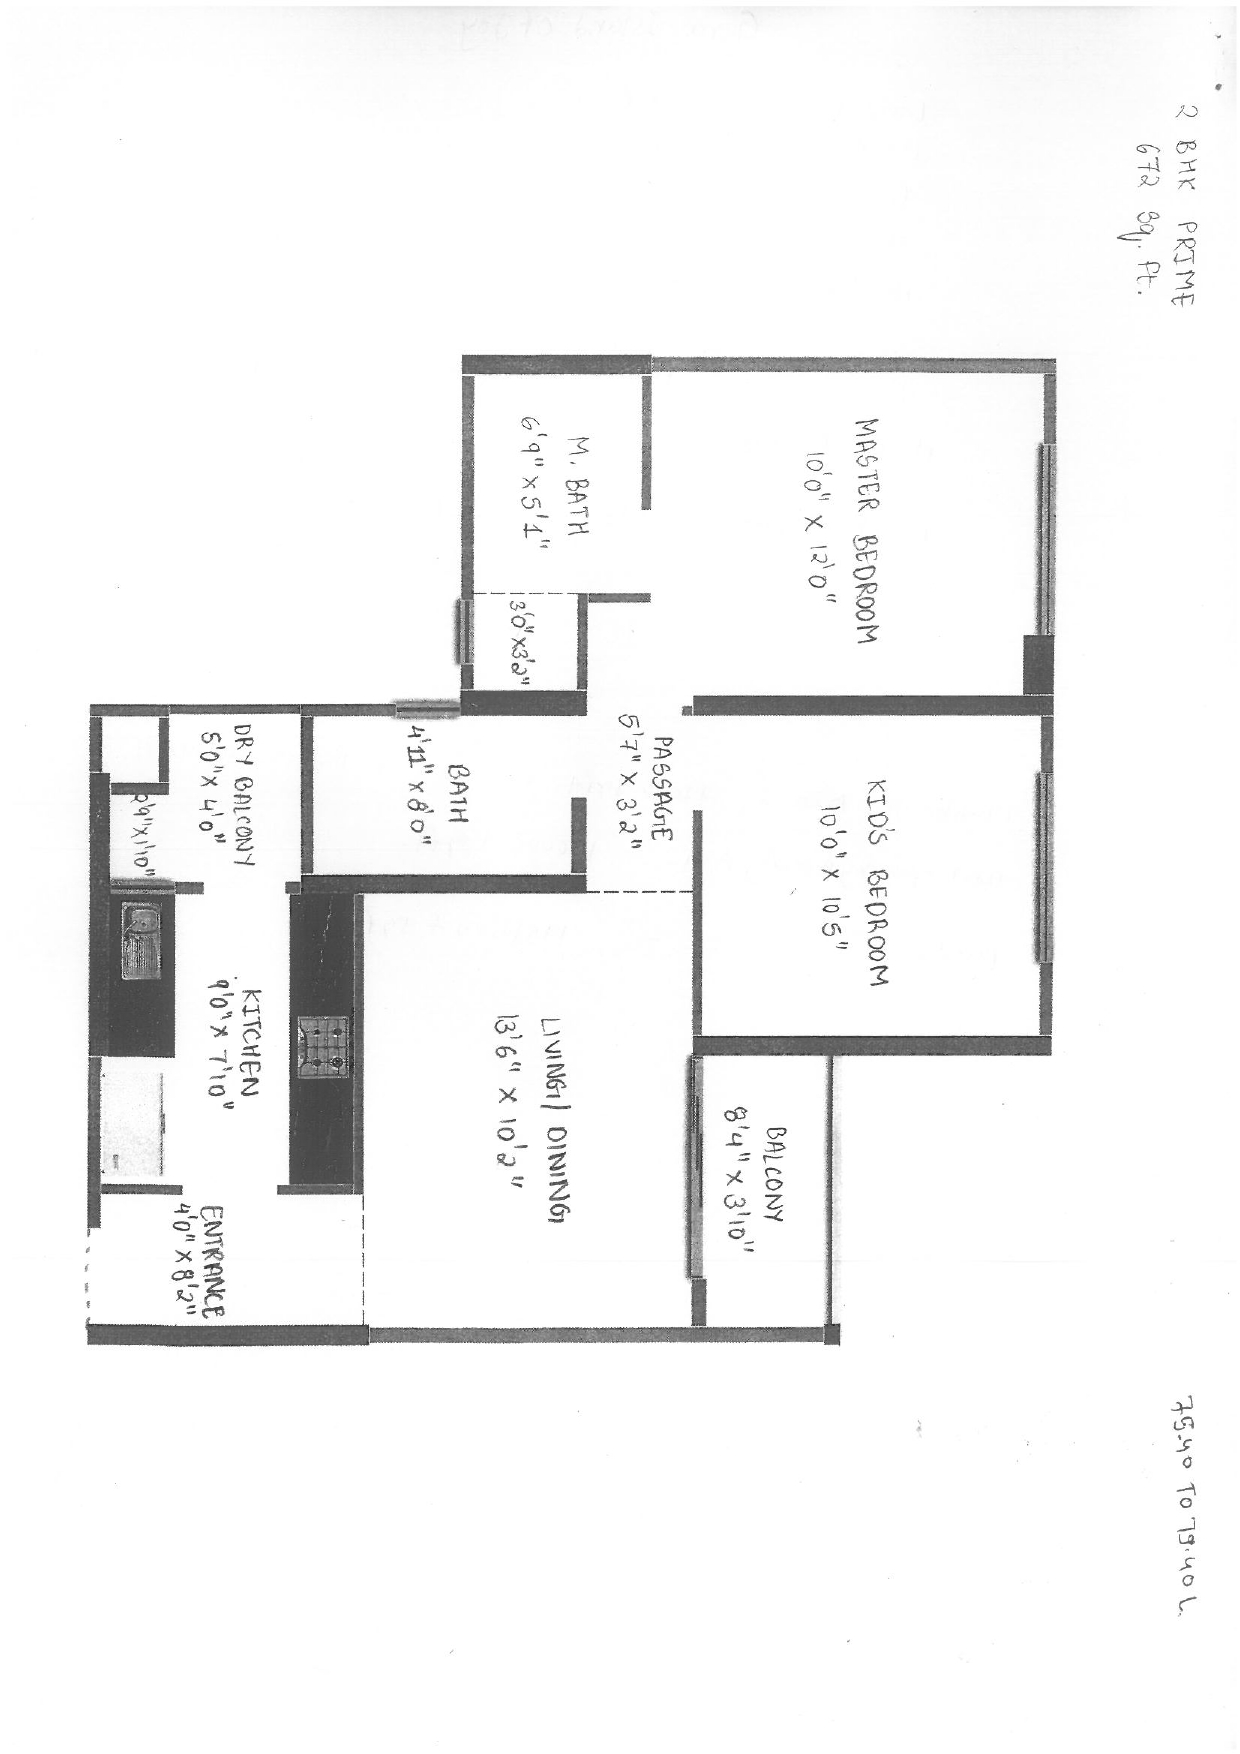 2 BHK PRIME
672 Sq. ft.
75.40 TO 79.40 L.
MASTER BEDROOM
10'0" X 12'0"
M. BATH
6'9" X 5'1"
3'0" X 3'2"
KID'S BEDROOM
10'0" X 10'5"
PASSAGE
5'7" X 3'2"
BATH
4'11" X 8'0"
DRY BALCONY
5'0" X 4'0"
2'9" X 1'10"
BALCONY
8'4" X 3'10"
LIVING/ DINING
13'6" X 10'2"
KITCHEN
9'0" X 7'10"
ENTRANCE
4'0" X 8'2"